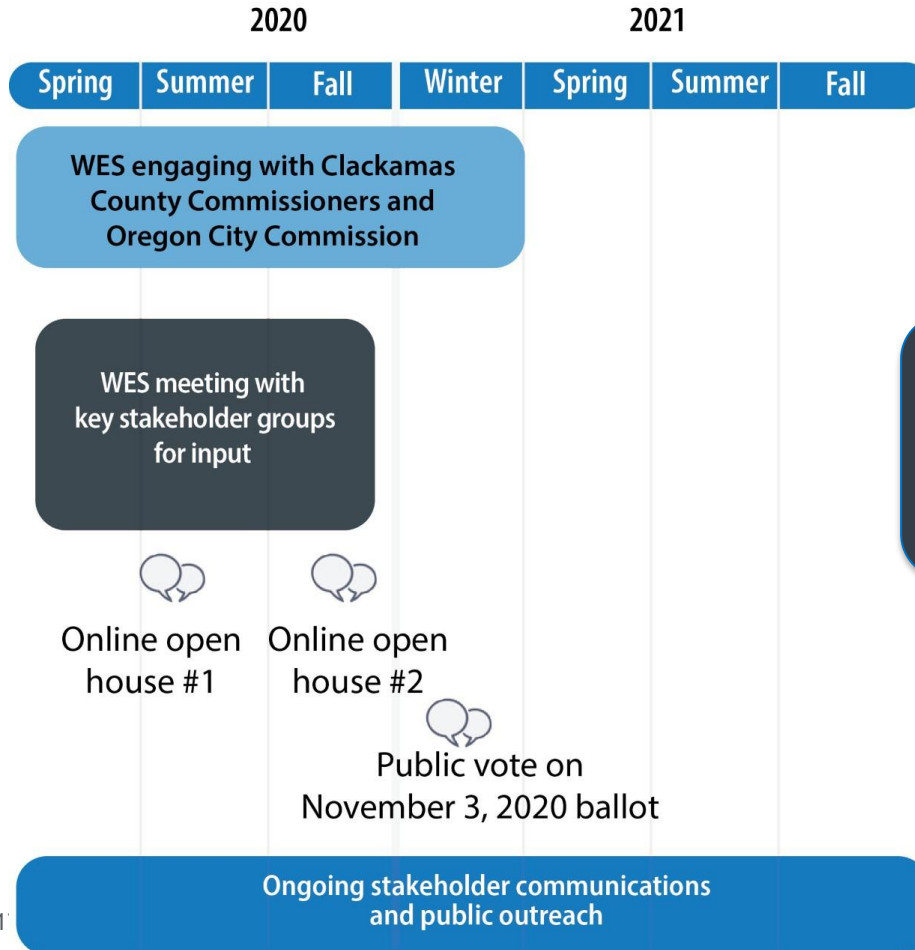 2020
2021
Spring
Summer
Fall
Winter
Spring
Summer
Fall
WES engaging with Clackamas
County Commissioners and
Oregon City Commission
WES meeting with
key stakeholder groups
for input
Online open
house #1
Online open
house #2
Public vote on
November 3, 2020 ballot
Ongoing stakeholder communications
and public outreach